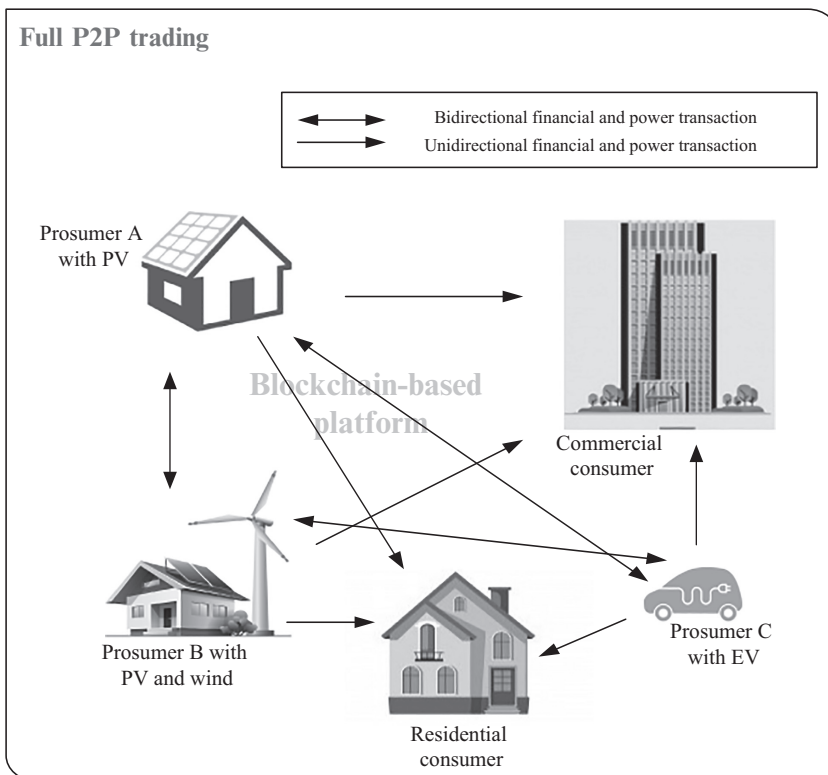 Full P2P trading
Bidirectional financial and power transaction
Unidirectional financial and power transaction
Prosumer A
with PV
Blockchain-based
platform
Commercial
consumer
Prosumer B with
PV and wind
Prosumer C
with EV
Residential
consumer